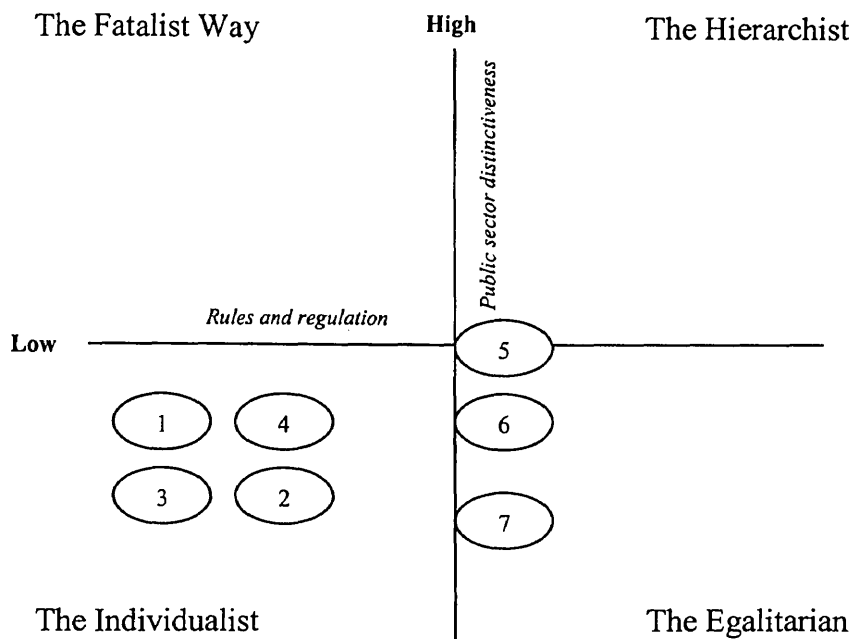 The Fatalist Way
High
The Hierarchist
Public sector distinctiveness
Rules and regulation
Low
5
1
4
6
3
2
7
The Individualist
The Egalitarian